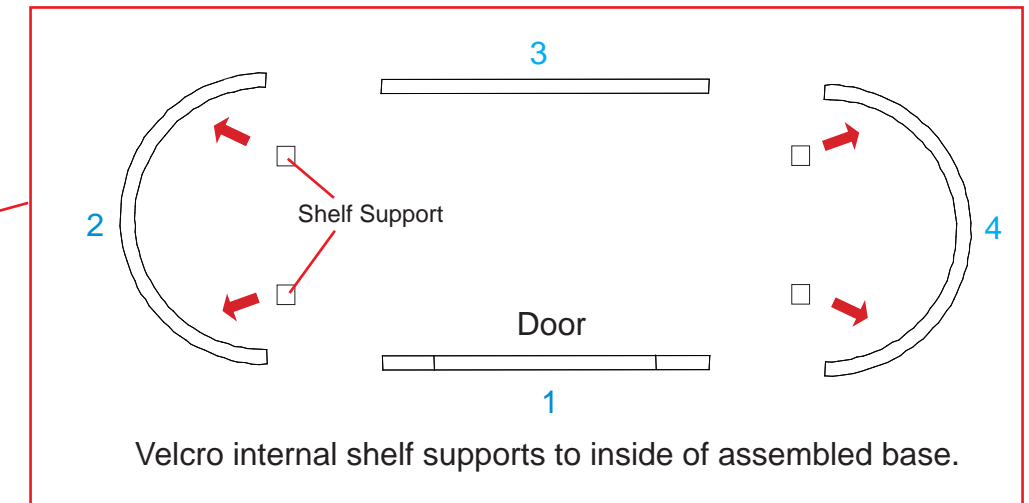 3
Shelf Support
2
4
Door
1
Velcro internal shelf supports to inside of assembled base.